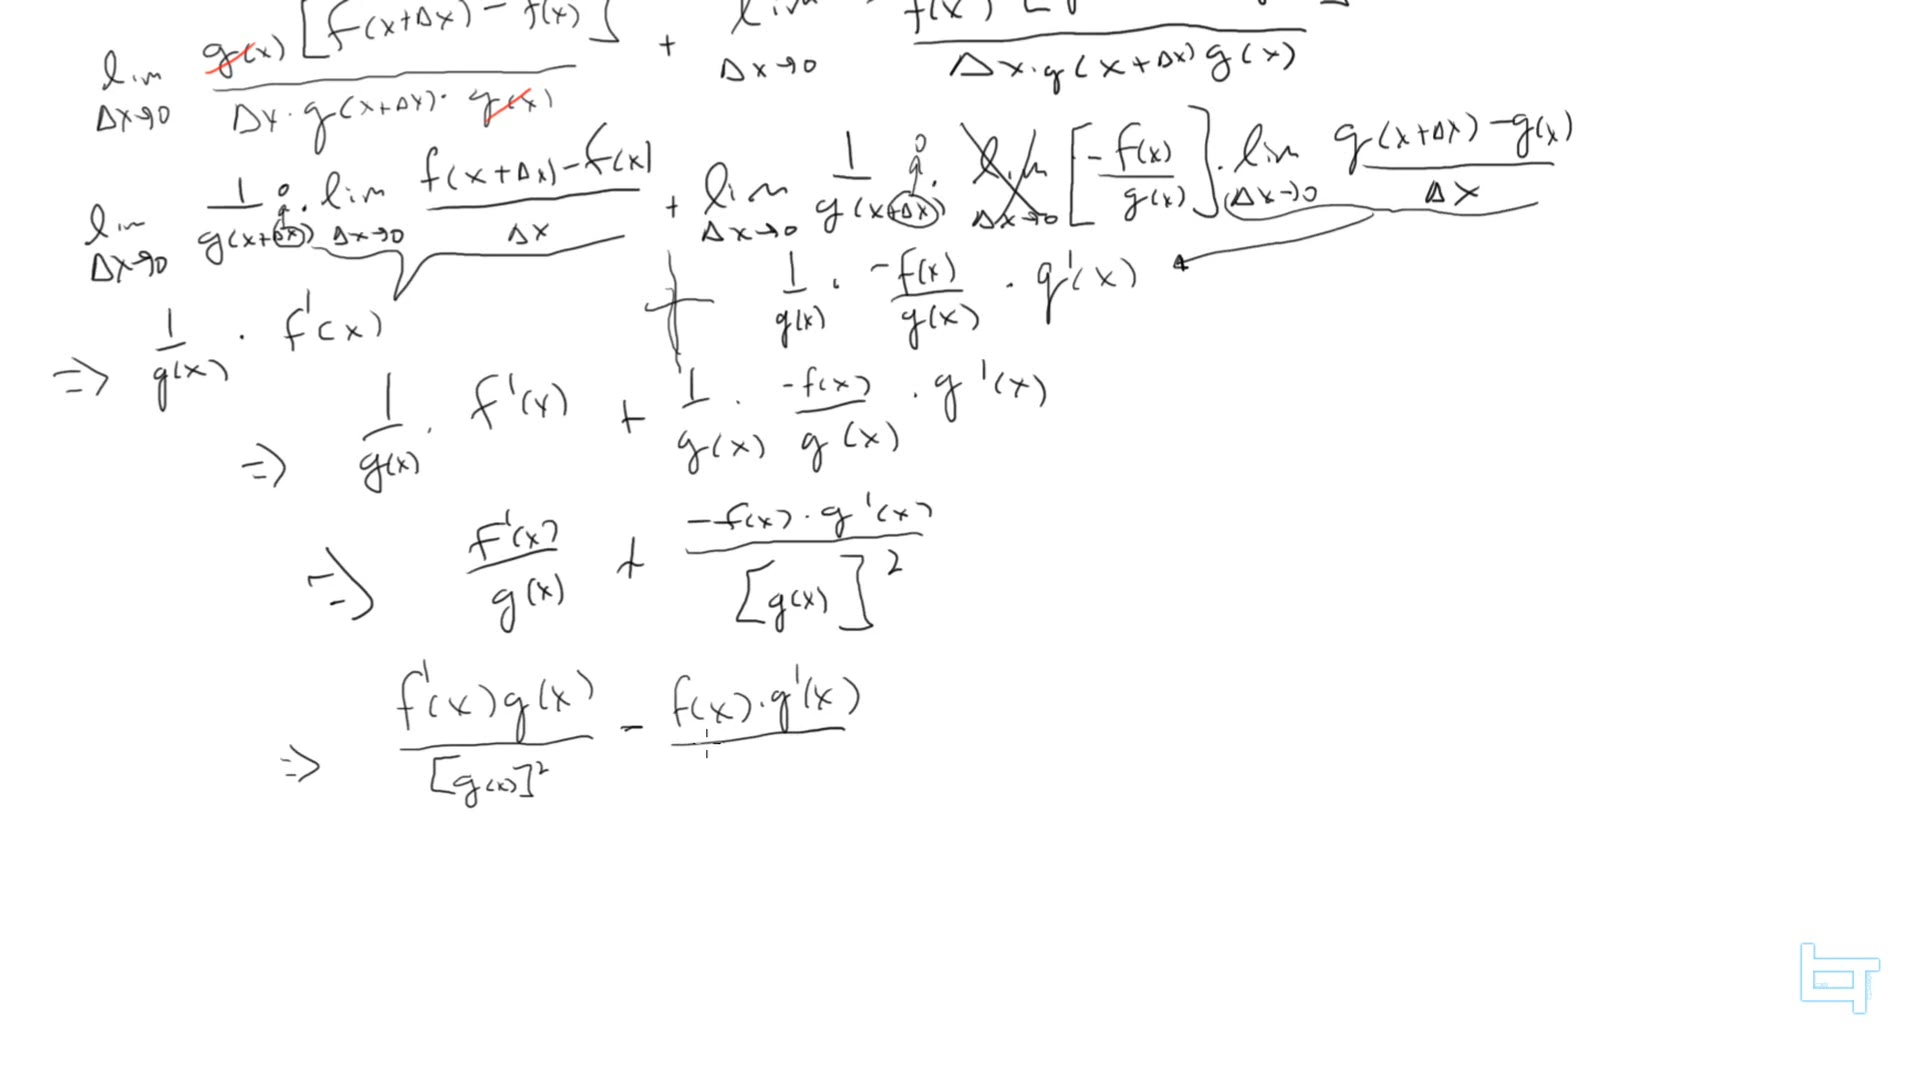 lim Δx→0 g(x)[f(x+Δx) − f(x)] / Δx·g(x+Δx)·g(x) + lim Δx→0 f(x) [ / Δx·g(x+Δx)g(x)
lim Δx→0 1/g(x+Δx) · lim Δx→0 f(x+Δx)−f(x) / Δx + lim Δx→0 1/g(x+Δx) · lim Δx→0 [−f(x)/g(x)] · lim Δx→0 g(x+Δx)−g(x) / Δx
⇒ 1/g(x) · f'(x) + 1/g(x) · −f(x)/g(x) · g'(x)
⇒ 1/g(x) · f'(x) + 1/g(x) · −f(x)/g(x) · g'(x)
⇒ f'(x)/g(x) + −f(x)·g'(x) / [g(x)]²
⇒ f'(x)g(x) / [g(x)]² − f(x)·g'(x)